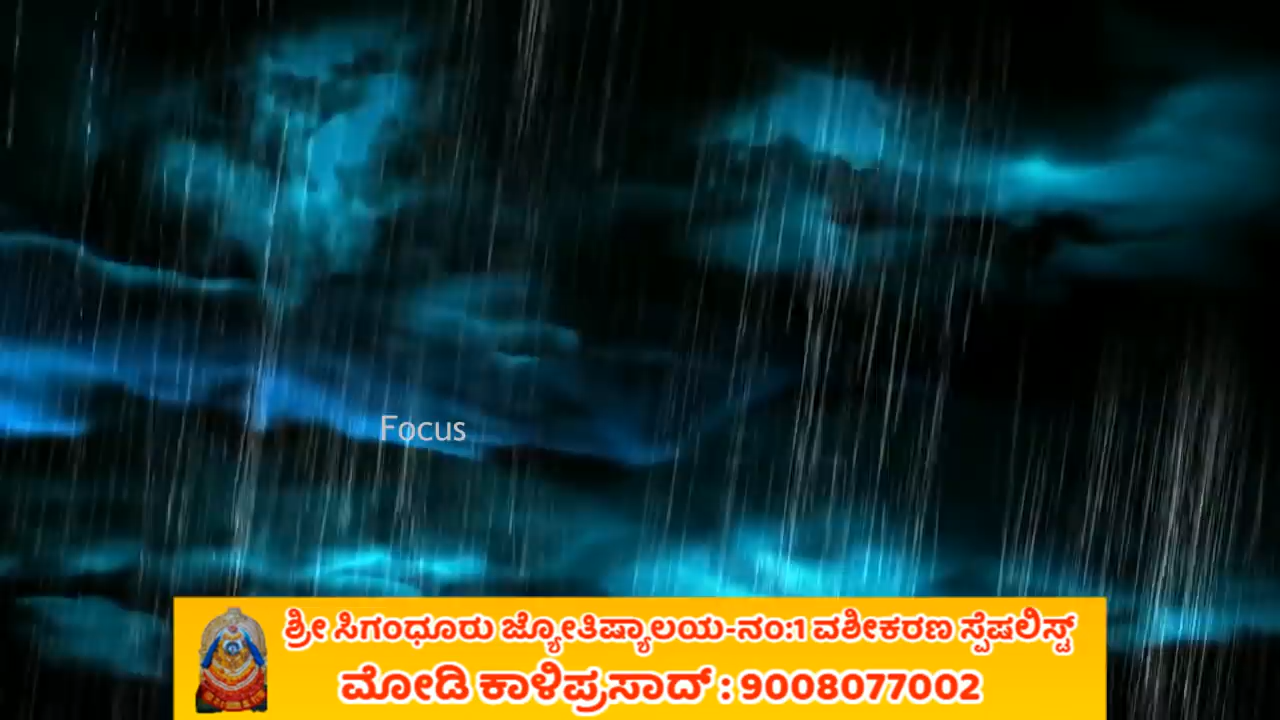 Focus
ಶ್ರೀ ಸಿಗಂಧೂರು ಜ್ಯೋತಿಷ್ಯಾಲಯ-ನಂ:1 ವಶೀಕರಣ ಸ್ಪೆಷಲಿಸ್ಟ್
ಮೋಡಿ ಕಾಳಿಪ್ರಸಾದ್ : 9008077002